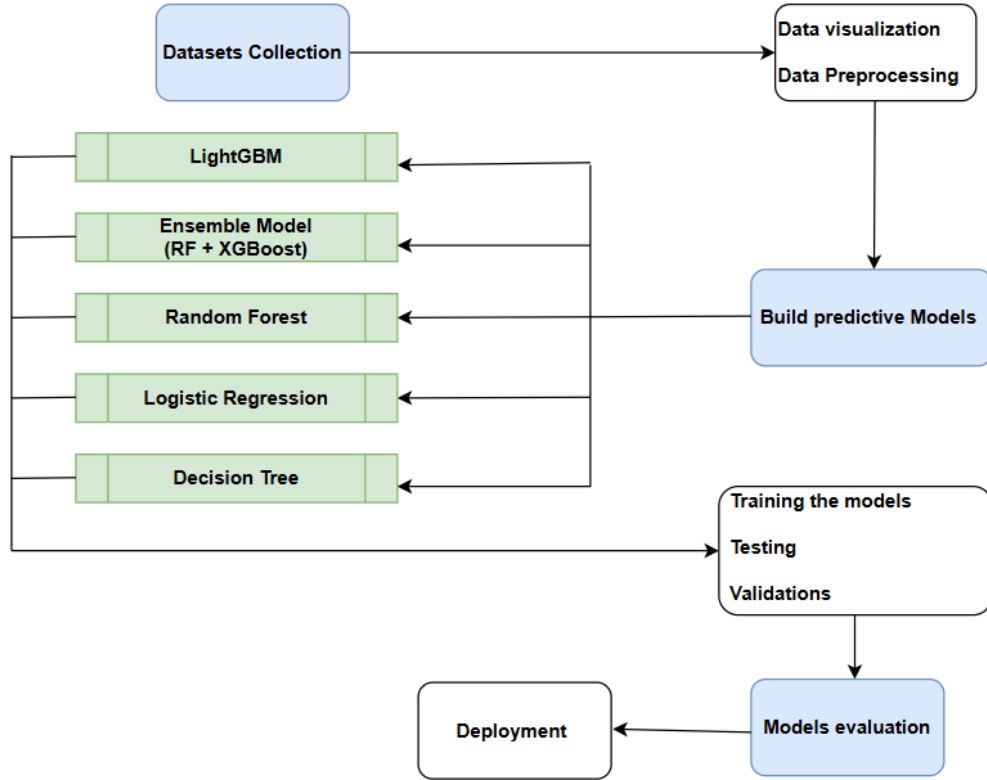 Datasets Collection
Data visualization
Data Preprocessing
LightGBM
Ensemble Model
(RF + XGBoost)
Random Forest
Build predictive Models
Logistic Regression
Decision Tree
Training the models
Testing
Validations
Deployment
Models evaluation